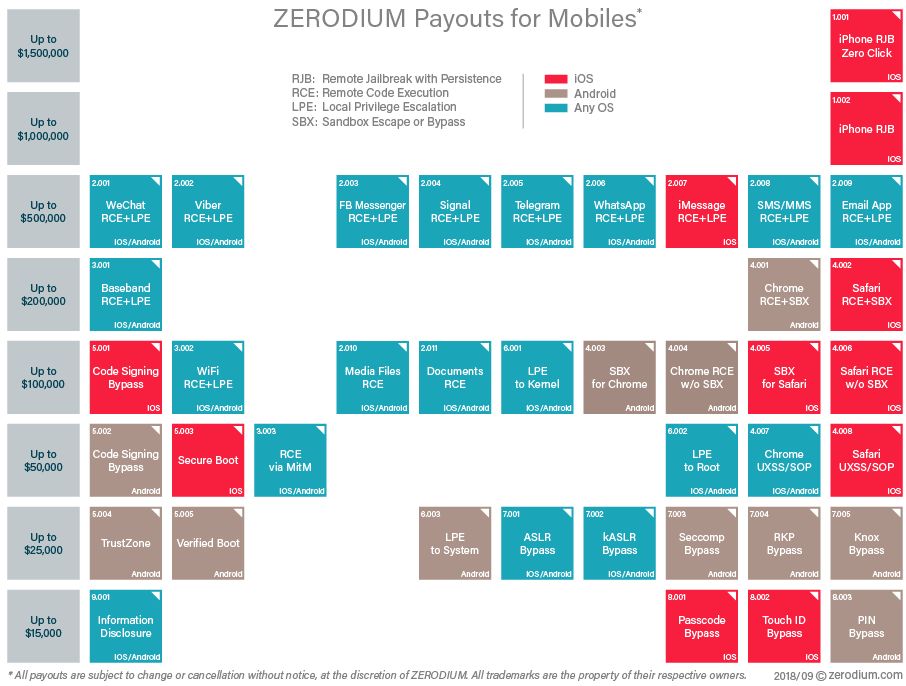 ZERODIUM Payouts for Mobiles*
RJB: Remote Jailbreak with Persistence
RCE: Remote Code Execution
LPE: Local Privilege Escalation
SBX: Sandbox Escape or Bypass
iOS
Android
Any OS
Up to
$1,500,000
1.001
iPhone RJB
Zero Click
iOS
Up to
$1,000,000
1.002
iPhone RJB
iOS
Up to
$500,000
2.001
WeChat
RCE+LPE
iOS/Android
2.002
Viber
RCE+LPE
iOS/Android
2.003
FB Messenger
RCE+LPE
iOS/Android
2.004
Signal
RCE+LPE
iOS/Android
2.005
Telegram
RCE+LPE
iOS/Android
2.006
WhatsApp
RCE+LPE
iOS/Android
2.007
iMessage
RCE+LPE
iOS
2.008
SMS/MMS
RCE+LPE
iOS/Android
2.009
Email App
RCE+LPE
iOS/Android
Up to
$200,000
3.001
Baseband
RCE+LPE
iOS/Android
4.001
Chrome
RCE+SBX
Android
4.002
Safari
RCE+SBX
iOS
Up to
$100,000
5.001
Code Signing
Bypass
iOS
3.002
WiFi
RCE+LPE
iOS/Android
2.010
Media Files
RCE
iOS/Android
2.011
Documents
RCE
iOS/Android
6.001
LPE
to Kernel
iOS/Android
4.003
SBX
for Chrome
Android
4.004
Chrome RCE
w/o SBX
Android
4.005
SBX
for Safari
iOS
4.006
Safari RCE
w/o SBX
iOS
Up to
$50,000
5.002
Code Signing
Bypass
Android
5.003
Secure Boot
iOS
3.003
RCE
via MitM
iOS/Android
6.002
LPE
to Root
iOS/Android
4.007
Chrome
UXSS/SOP
iOS/Android
4.008
Safari
UXSS/SOP
iOS
Up to
$25,000
5.004
TrustZone
Android
5.005
Verified Boot
Android
6.003
LPE
to System
Android
7.001
ASLR
Bypass
iOS/Android
7.002
kASLR
Bypass
iOS/Android
7.003
Seccomp
Bypass
Android
7.004
RKP
Bypass
Android
7.005
Knox
Bypass
Android
Up to
$15,000
9.001
Information
Disclosure
iOS/Android
8.001
Passcode
Bypass
iOS
8.002
Touch ID
Bypass
iOS
8.003
PIN
Bypass
Android
* All payouts are subject to change or cancellation without notice, at the discretion of ZERODIUM. All trademarks are the property of their respective owners.
2018/09 © zerodium.com